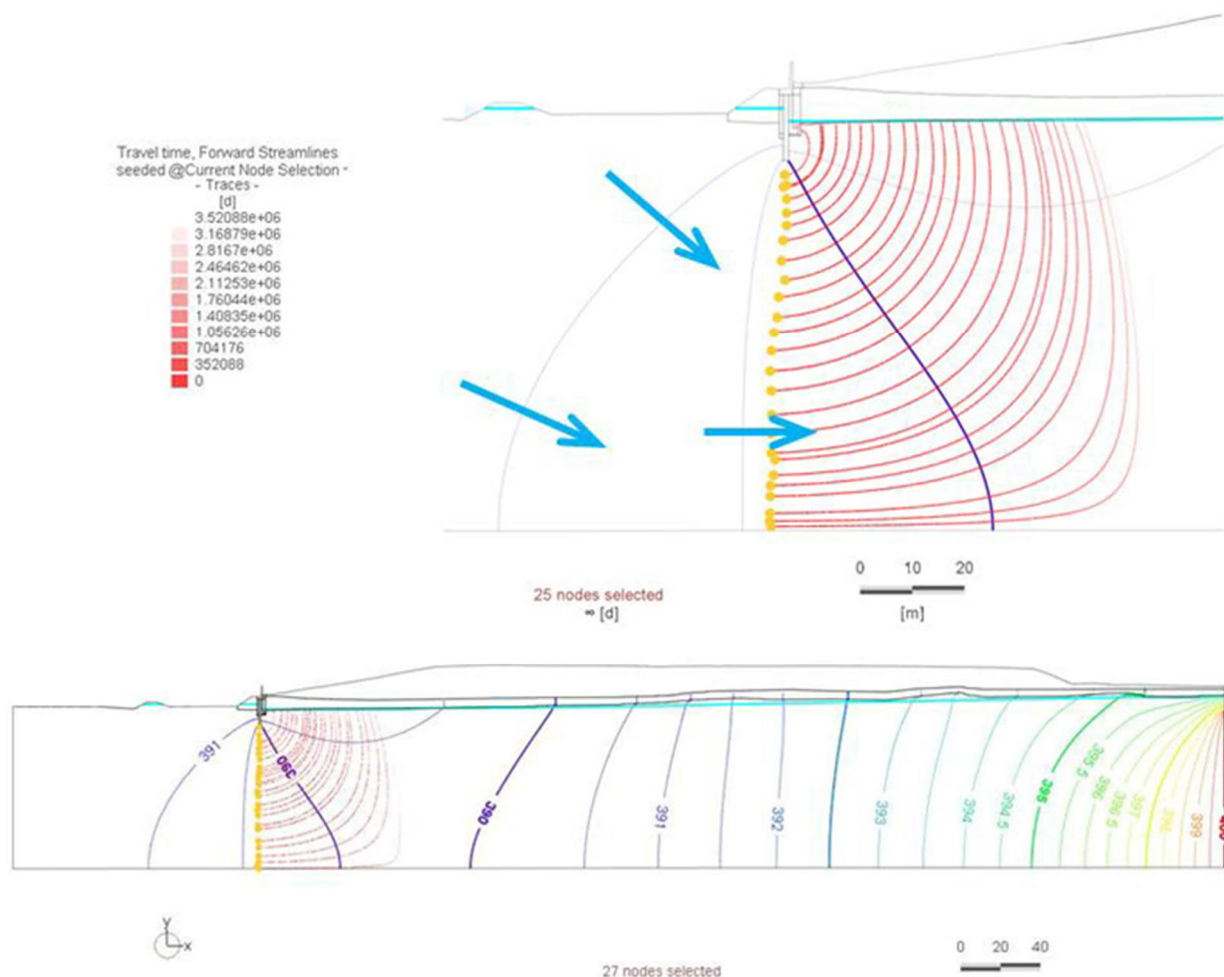 Travel time, Forward Streamlines
seeded @Current Node Selection -
- Traces -
[d]
3.52088e+06
3.16879e+06
2.8167e+06
2.46462e+06
2.11253e+06
1.76044e+06
1.40835e+06
1.05626e+06
704176
352088
0
0 10 20
[m]
25 nodes selected
∞ [d]
391
390
390
391
392
393
394
394.5
395
395.5
396
396.5
397
398
399
400
y
x
0 20 40
27 nodes selected